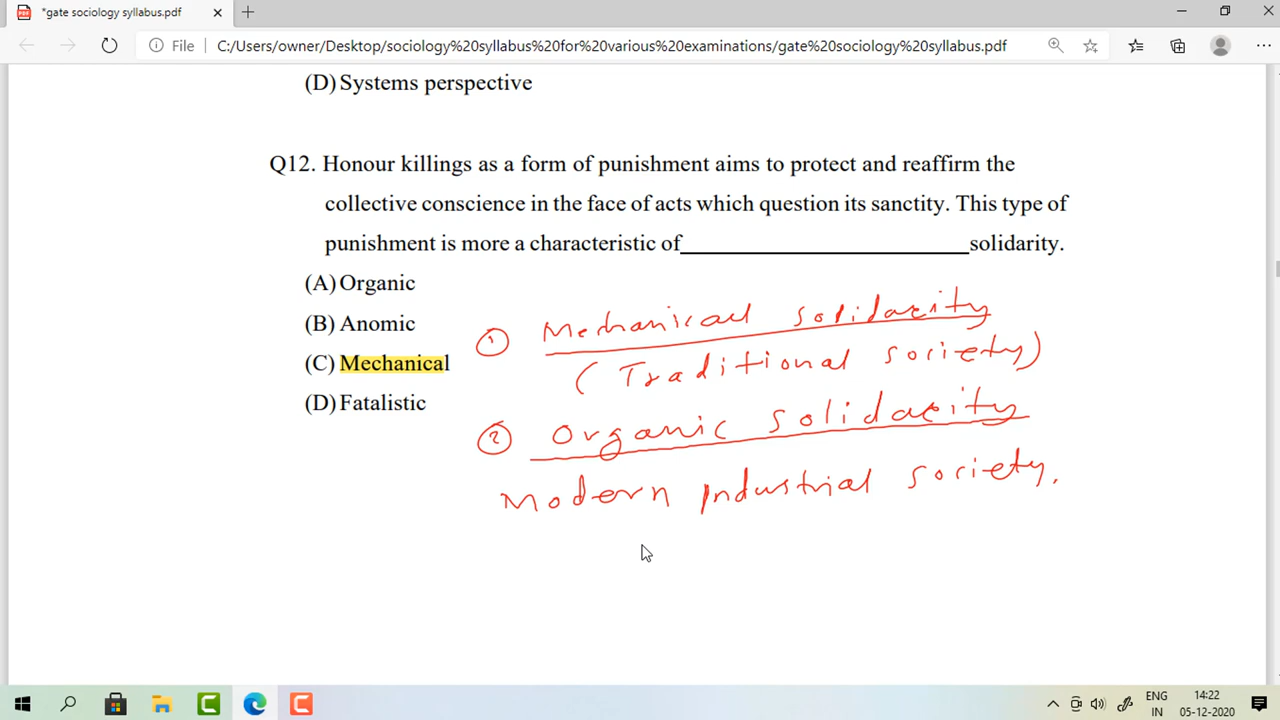 *gate sociology syllabus.pdf
File C:/Users/owner/Desktop/sociology%20syllabus%20for%20various%20examinations/gate%20sociology%20syllabus.pdf
(D) Systems perspective
Q12. Honour killings as a form of punishment aims to protect and reaffirm the
collective conscience in the face of acts which question its sanctity. This type of
punishment is more a characteristic of____________________solidarity.
(A) Organic
(B) Anomic
(C) Mechanical
(D) Fatalistic
① Mechanical solidarity
(Traditional society)
② Organic solidarity
Modern industrial society.
ENG
IN
14:22
05-12-2020